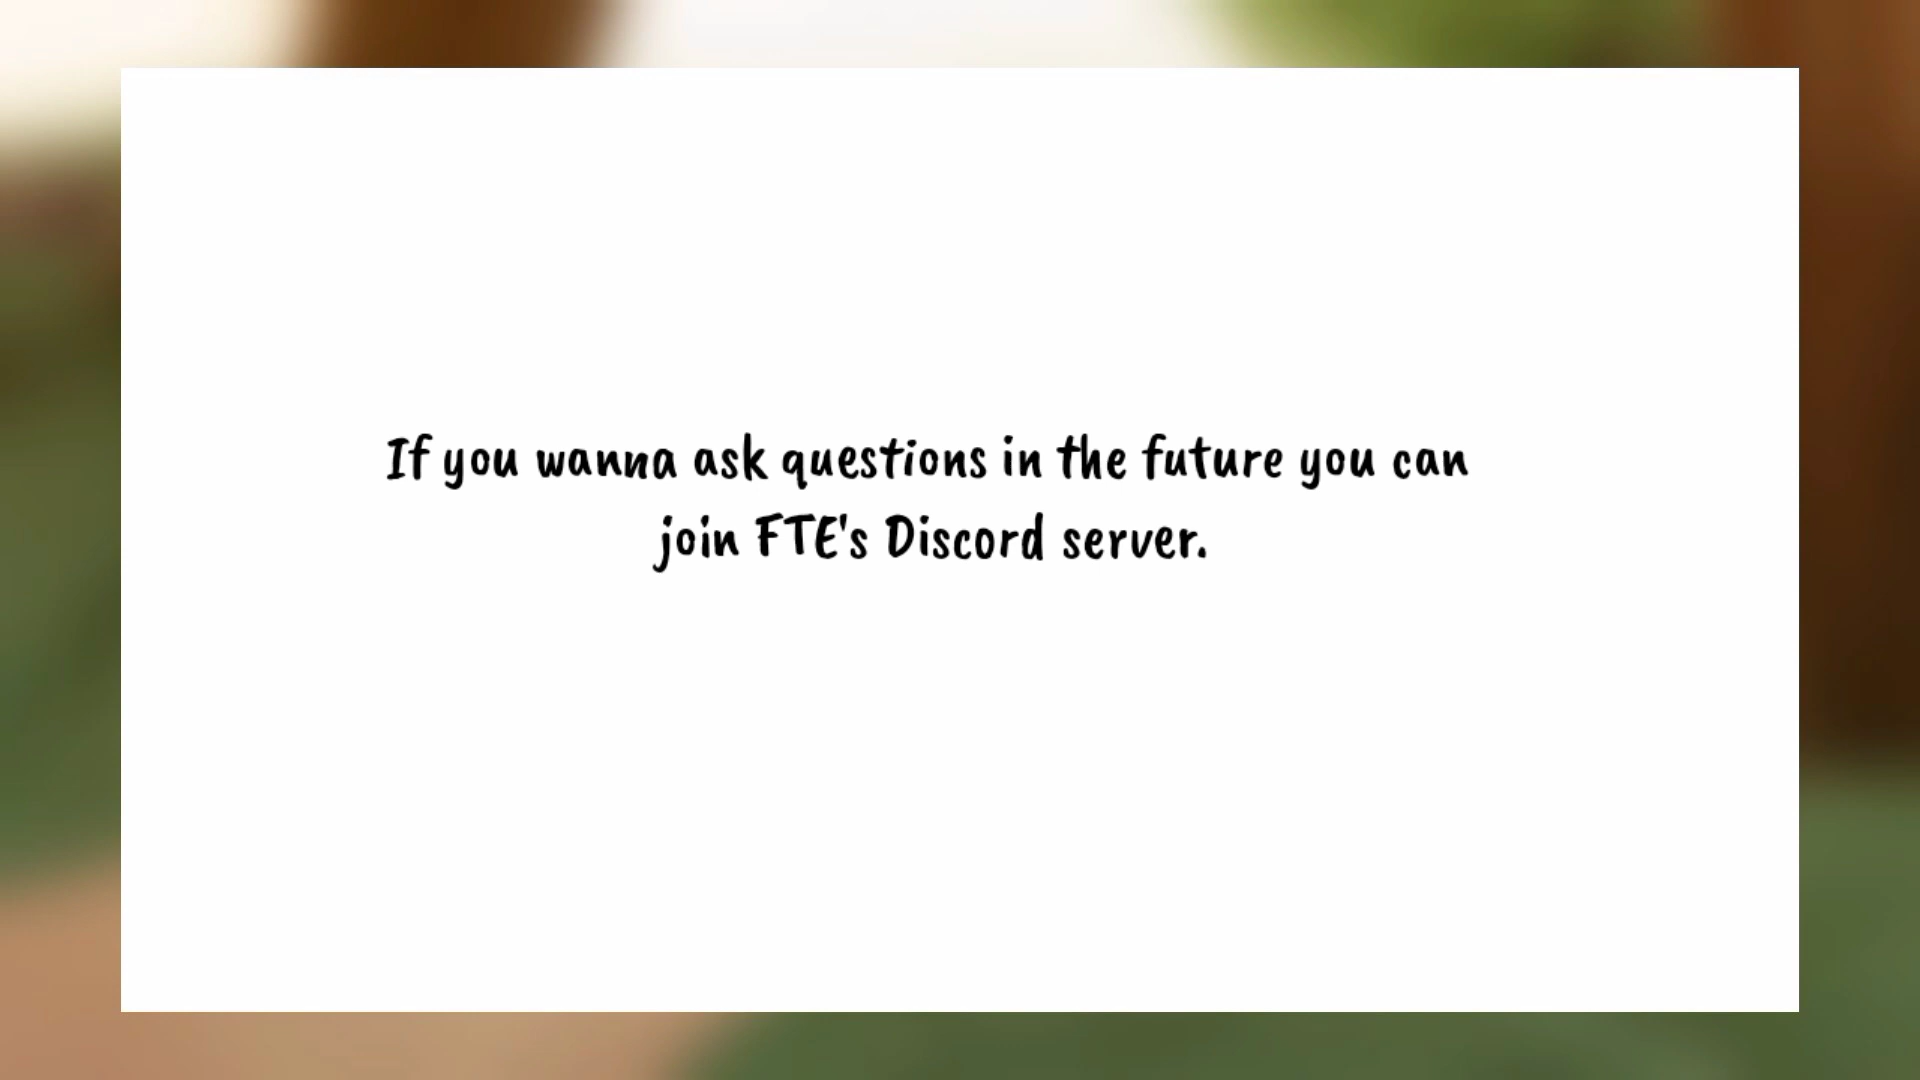 If you wanna ask questions in the future you can
join FTE's Discord server.